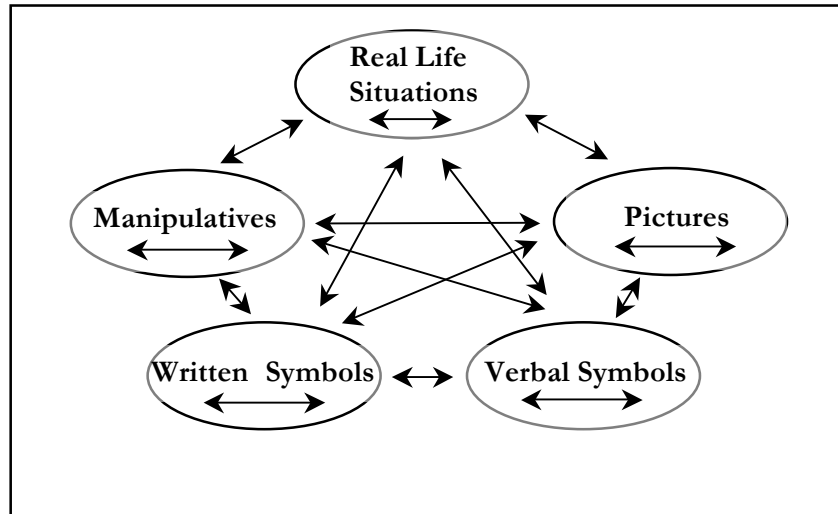 Real Life
Situations
Manipulatives
Pictures
Written Symbols
Verbal Symbols